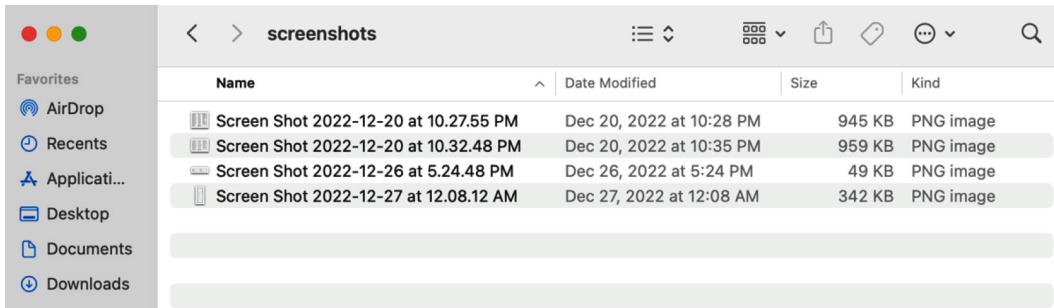 screenshots
Favorites
AirDrop
Recents
Applicati...
Desktop
Documents
Downloads
Name Date Modified Size Kind
Screen Shot 2022-12-20 at 10.27.55 PM Dec 20, 2022 at 10:28 PM 945 KB PNG image
Screen Shot 2022-12-20 at 10.32.48 PM Dec 20, 2022 at 10:35 PM 959 KB PNG image
Screen Shot 2022-12-26 at 5.24.48 PM Dec 26, 2022 at 5:24 PM 49 KB PNG image
Screen Shot 2022-12-27 at 12.08.12 AM Dec 27, 2022 at 12:08 AM 342 KB PNG image